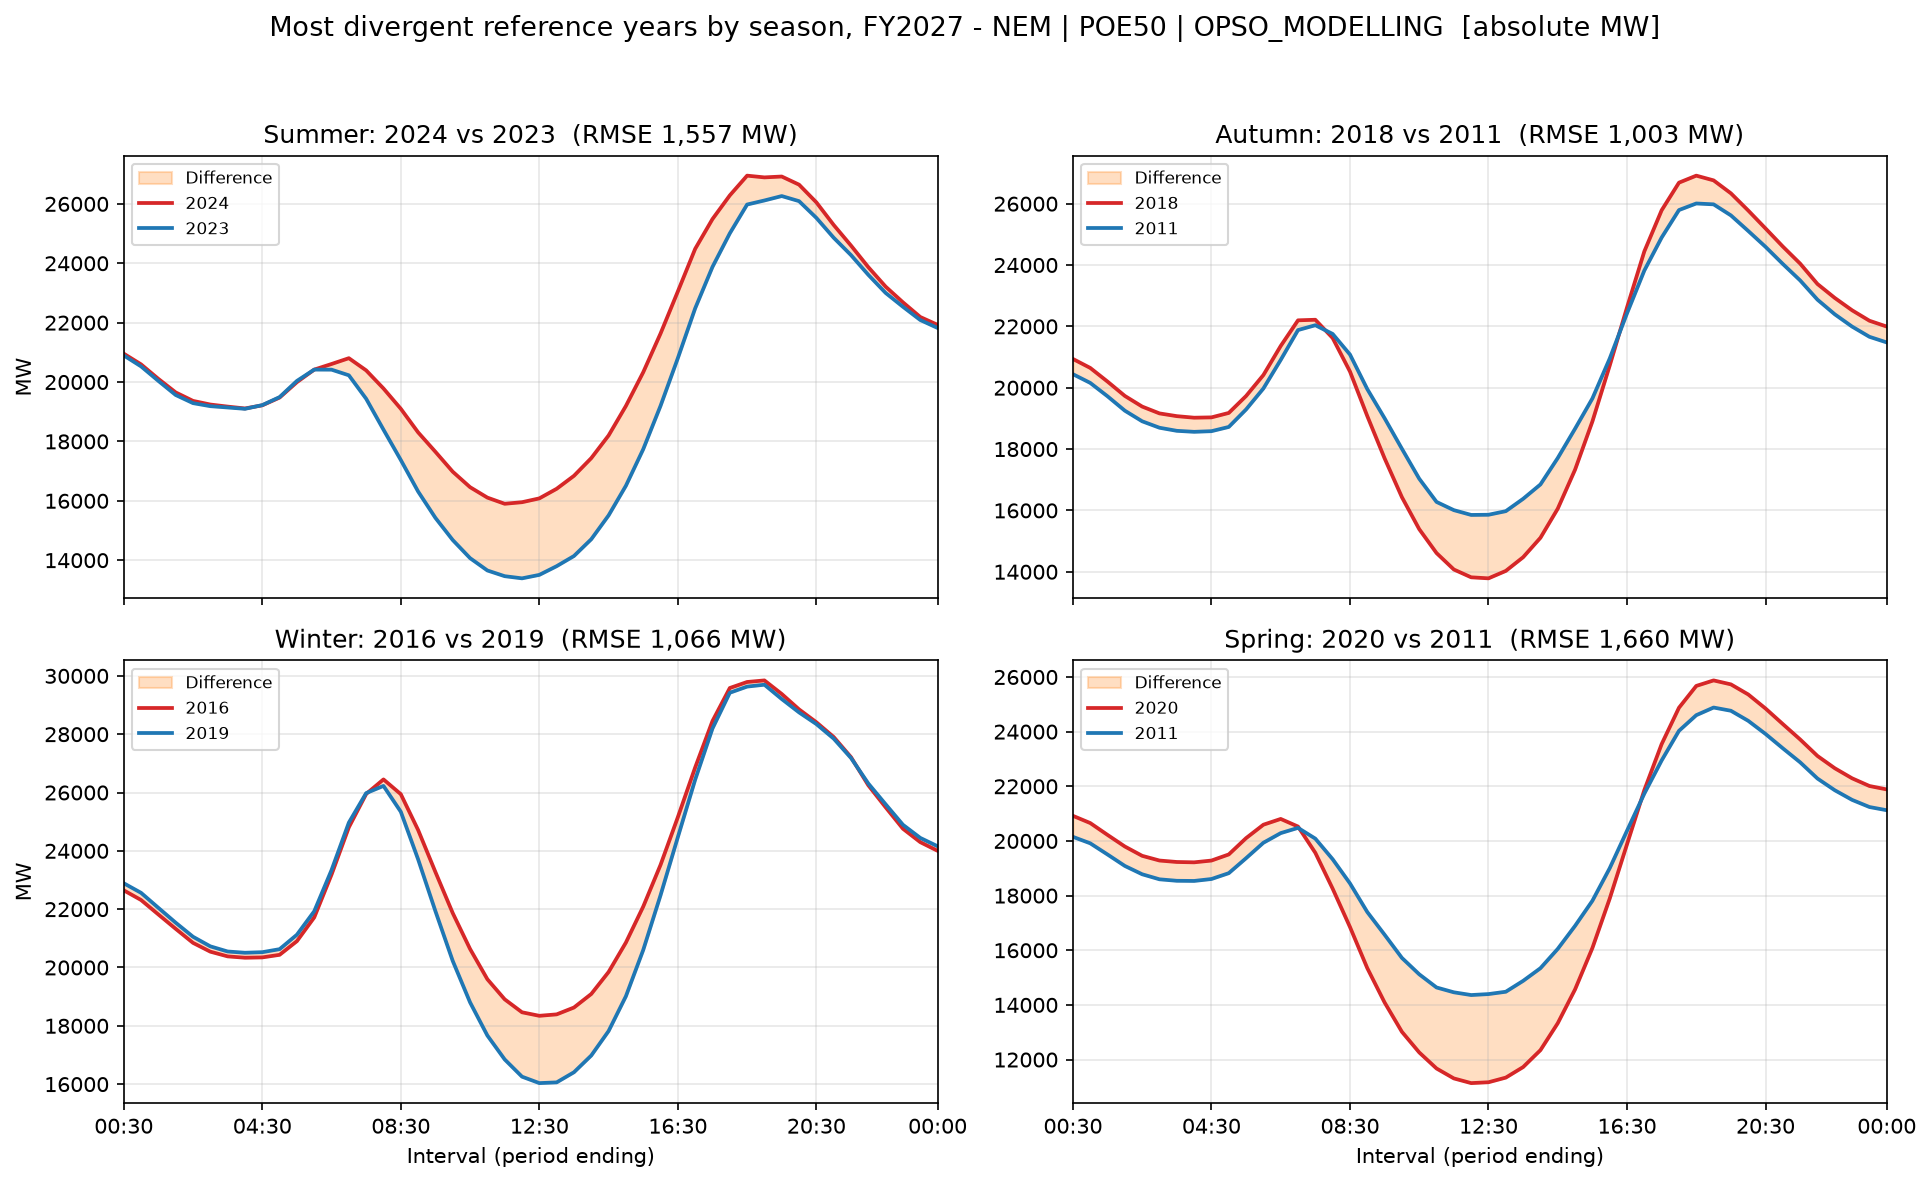 Most divergent reference years by season, FY2027 - NEM | POE50 | OPSO_MODELLING  [absolute MW]
Summer: 2024 vs 2023  (RMSE 1,557 MW)
Difference
2024
2023
26000
24000
22000
20000
18000
16000
14000
MW
Autumn: 2018 vs 2011  (RMSE 1,003 MW)
Difference
2018
2011
26000
24000
22000
20000
18000
16000
14000
Winter: 2016 vs 2019  (RMSE 1,066 MW)
Difference
2016
2019
30000
28000
26000
24000
22000
20000
18000
16000
MW
00:30 04:30 08:30 12:30 16:30 20:30 00:00
Interval (period ending)
Spring: 2020 vs 2011  (RMSE 1,660 MW)
Difference
2020
2011
26000
24000
22000
20000
18000
16000
14000
12000
00:30 04:30 08:30 12:30 16:30 20:30 00:00
Interval (period ending)